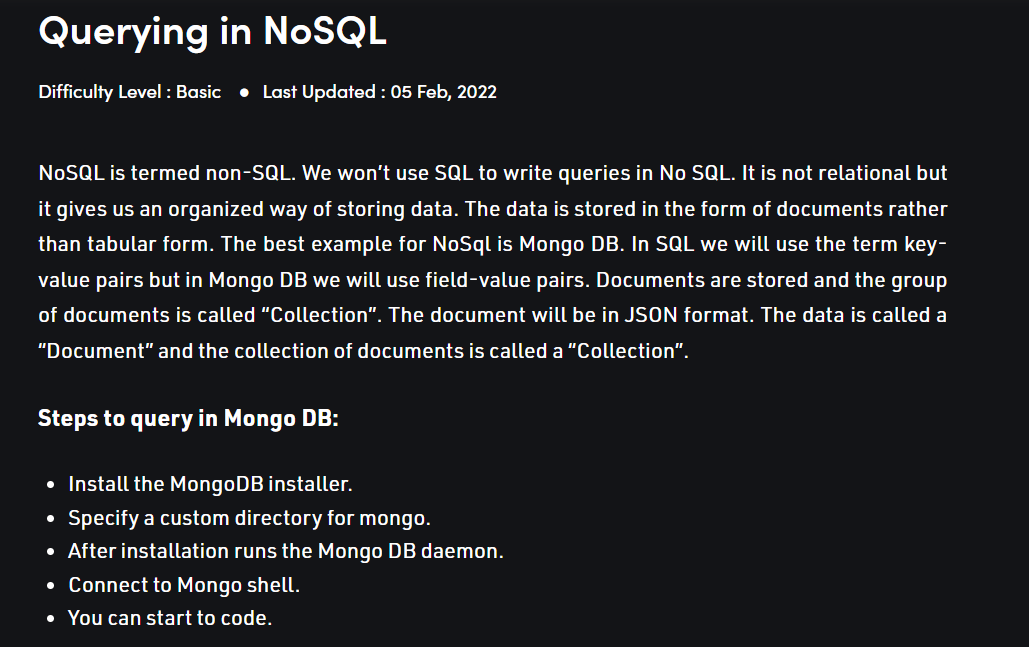 Querying in NoSQL
Difficulty Level : Basic ● Last Updated : 05 Feb, 2022
NoSQL is termed non-SQL. We won’t use SQL to write queries in No SQL. It is not relational but
it gives us an organized way of storing data. The data is stored in the form of documents rather
than tabular form. The best example for NoSql is Mongo DB. In SQL we will use the term key-
value pairs but in Mongo DB we will use field-value pairs. Documents are stored and the group
of documents is called “Collection”. The document will be in JSON format. The data is called a
“Document” and the collection of documents is called a “Collection”.
Steps to query in Mongo DB:
• Install the MongoDB installer.
• Specify a custom directory for mongo.
• After installation runs the Mongo DB daemon.
• Connect to Mongo shell.
• You can start to code.